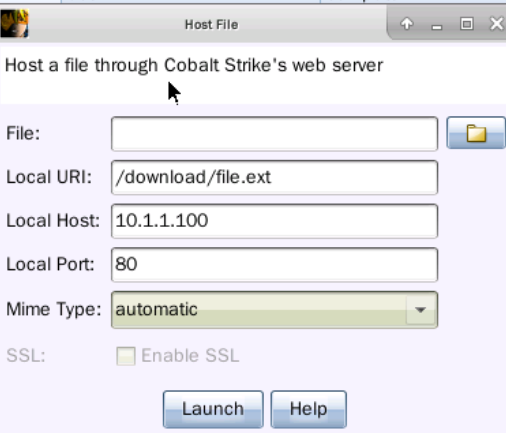 Host File
Host a file through Cobalt Strike's web server
File:
Local URI: /download/file.ext
Local Host: 10.1.1.100
Local Port: 80
Mime Type: automatic
SSL: Enable SSL
Launch Help